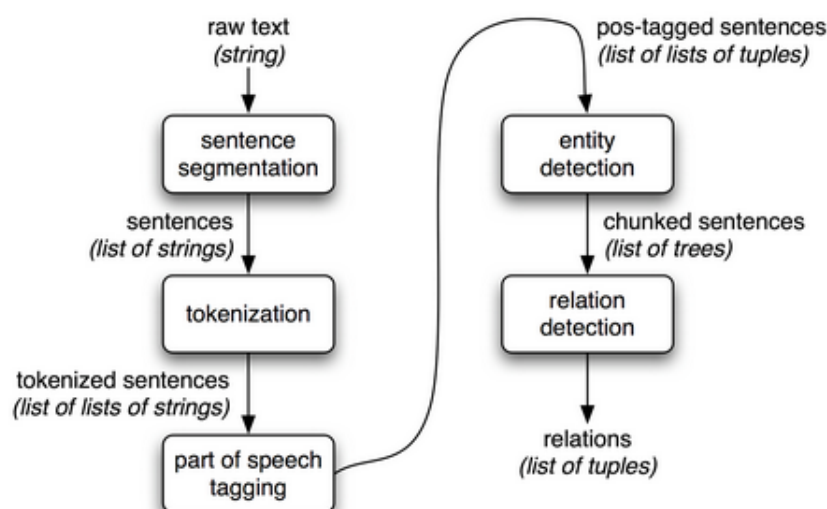 raw text
(string)
sentence
segmentation
sentences
(list of strings)
tokenization
tokenized sentences
(list of lists of strings)
part of speech
tagging
pos-tagged sentences
(list of lists of tuples)
entity
detection
chunked sentences
(list of trees)
relation
detection
relations
(list of tuples)